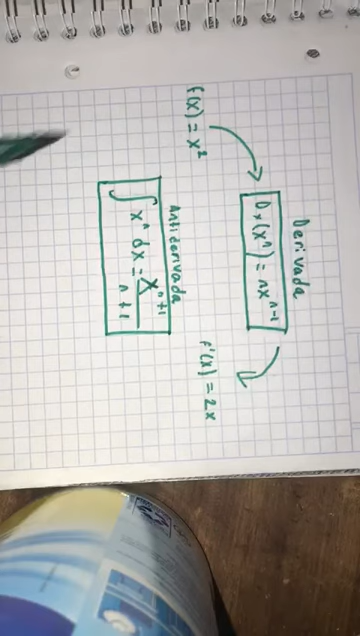 Derivada
Dx(xⁿ) = nxⁿ⁻¹
f(x) = x²
f'(x) = 2x
Antiderivada
∫ xⁿ dx = xⁿ⁺¹ / n+1